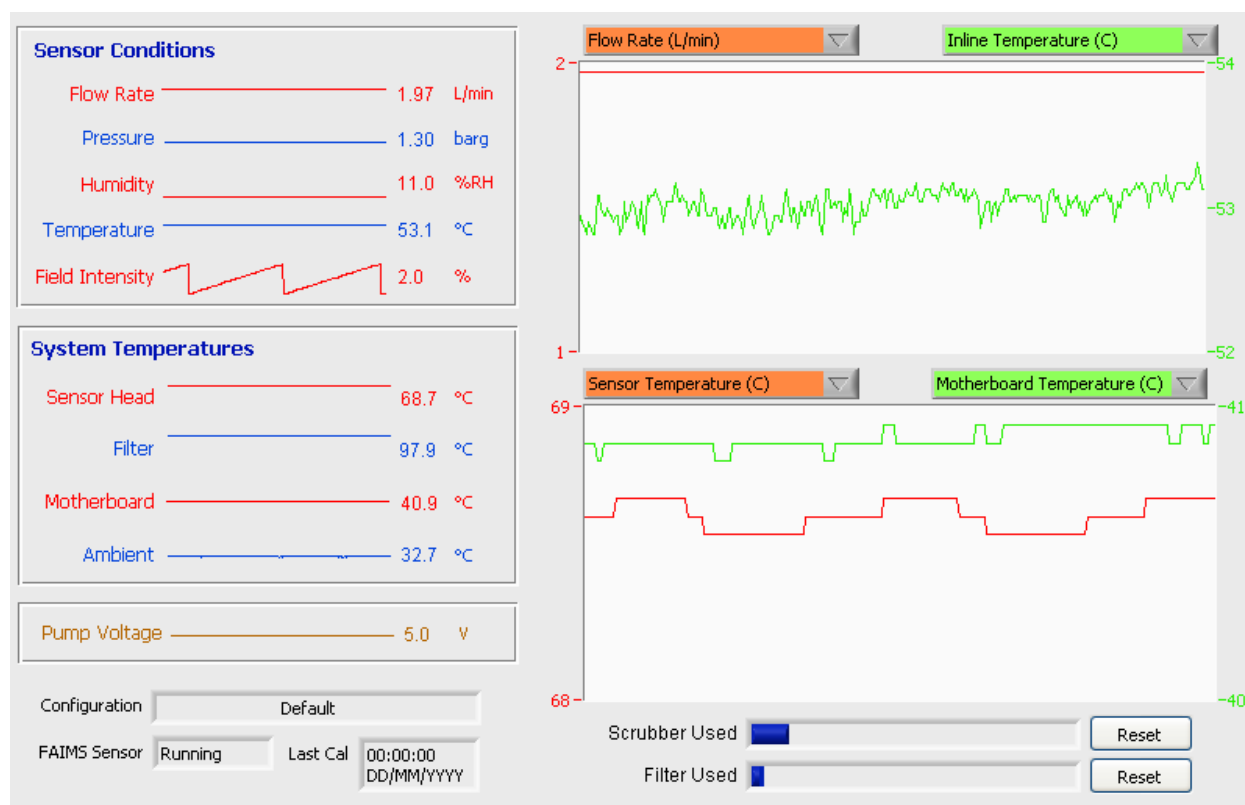 Sensor Conditions
Flow Rate 1.97 L/min
Pressure 1.30 barg
Humidity 11.0 %RH
Temperature 53.1 °C
Field Intensity 2.0 %
System Temperatures
Sensor Head 68.7 °C
Filter 97.9 °C
Motherboard 40.9 °C
Ambient 32.7 °C
Pump Voltage 5.0 V
Configuration Default
FAIMS Sensor Running Last Cal 00:00:00
DD/MM/YYYY
Flow Rate (L/min) Inline Temperature (C)
2 54
53
1 52
Sensor Temperature (C) Motherboard Temperature (C)
69 41
68 40
Scrubber Used Reset
Filter Used Reset